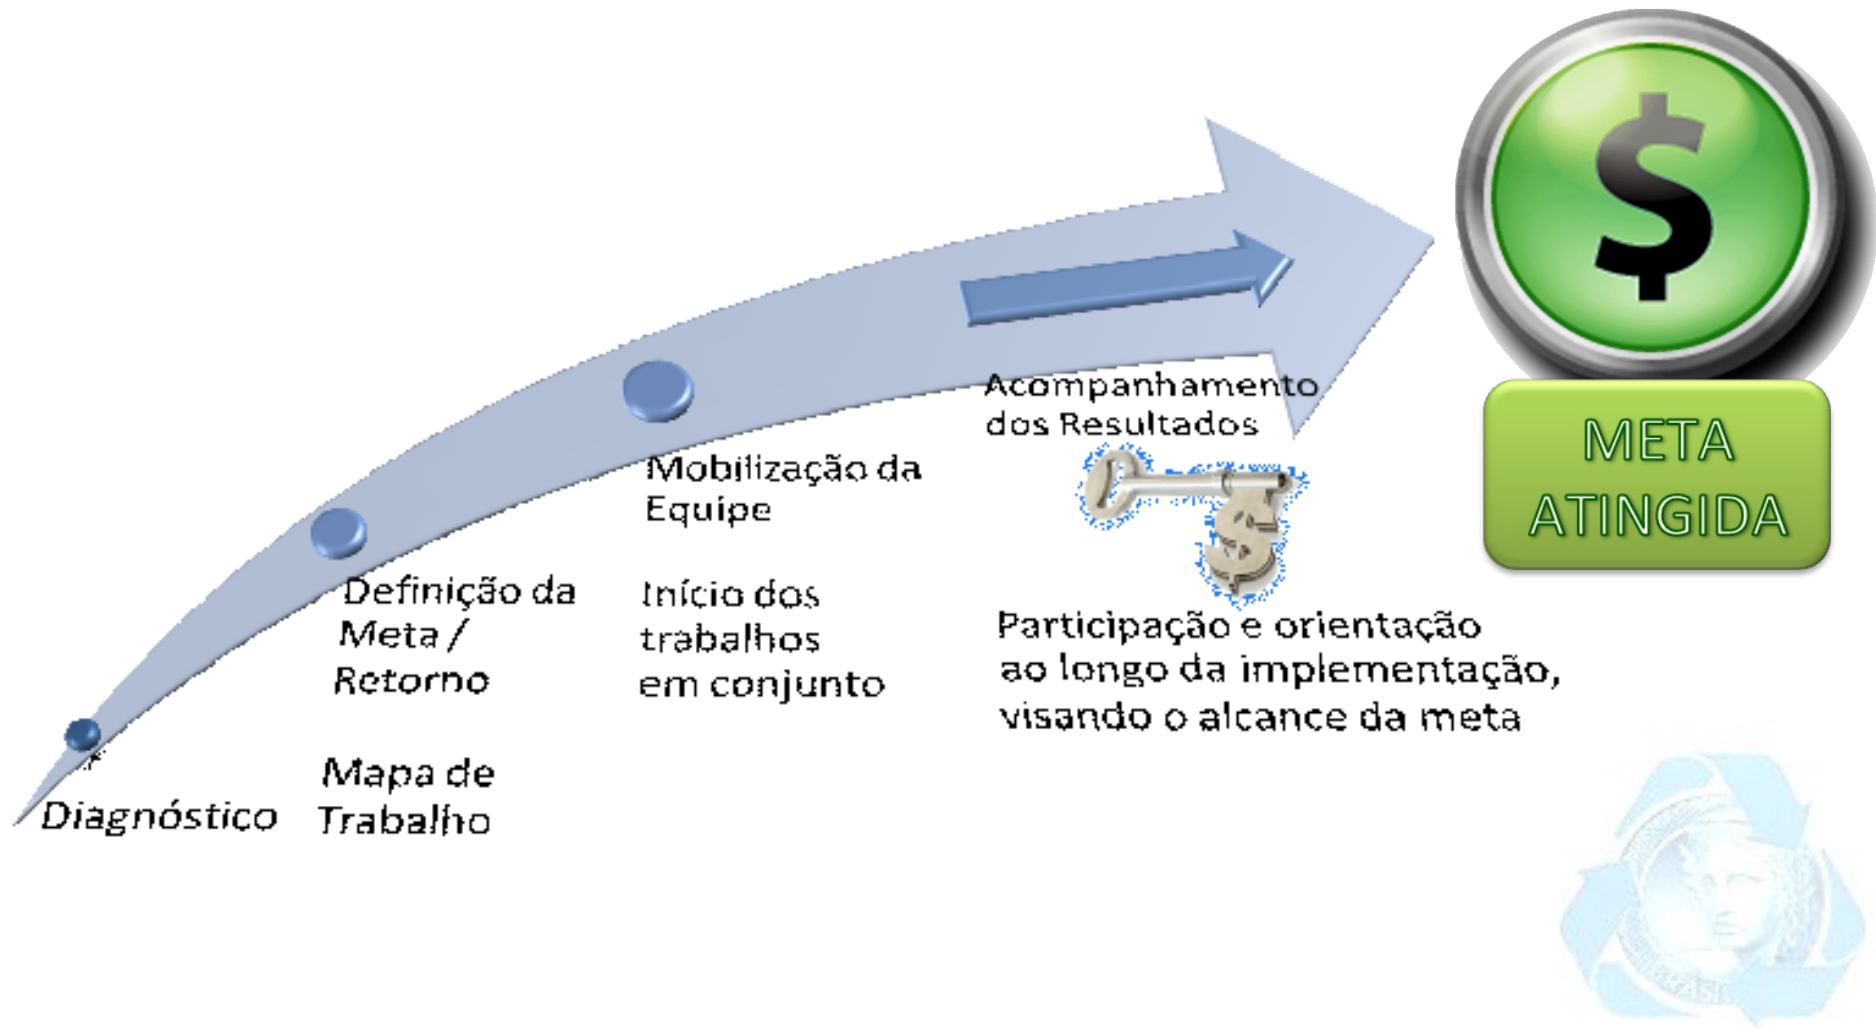 Diagnóstico
Definição da
Meta /
Retorno
Mapa de
Trabalho
Mobilização da
Equipe
Início dos
trabalhos
em conjunto
Acompanhamento
dos Resultados
$
Participação e orientação
ao longo da implementação,
visando o alcance da meta
$
META
ATINGIDA